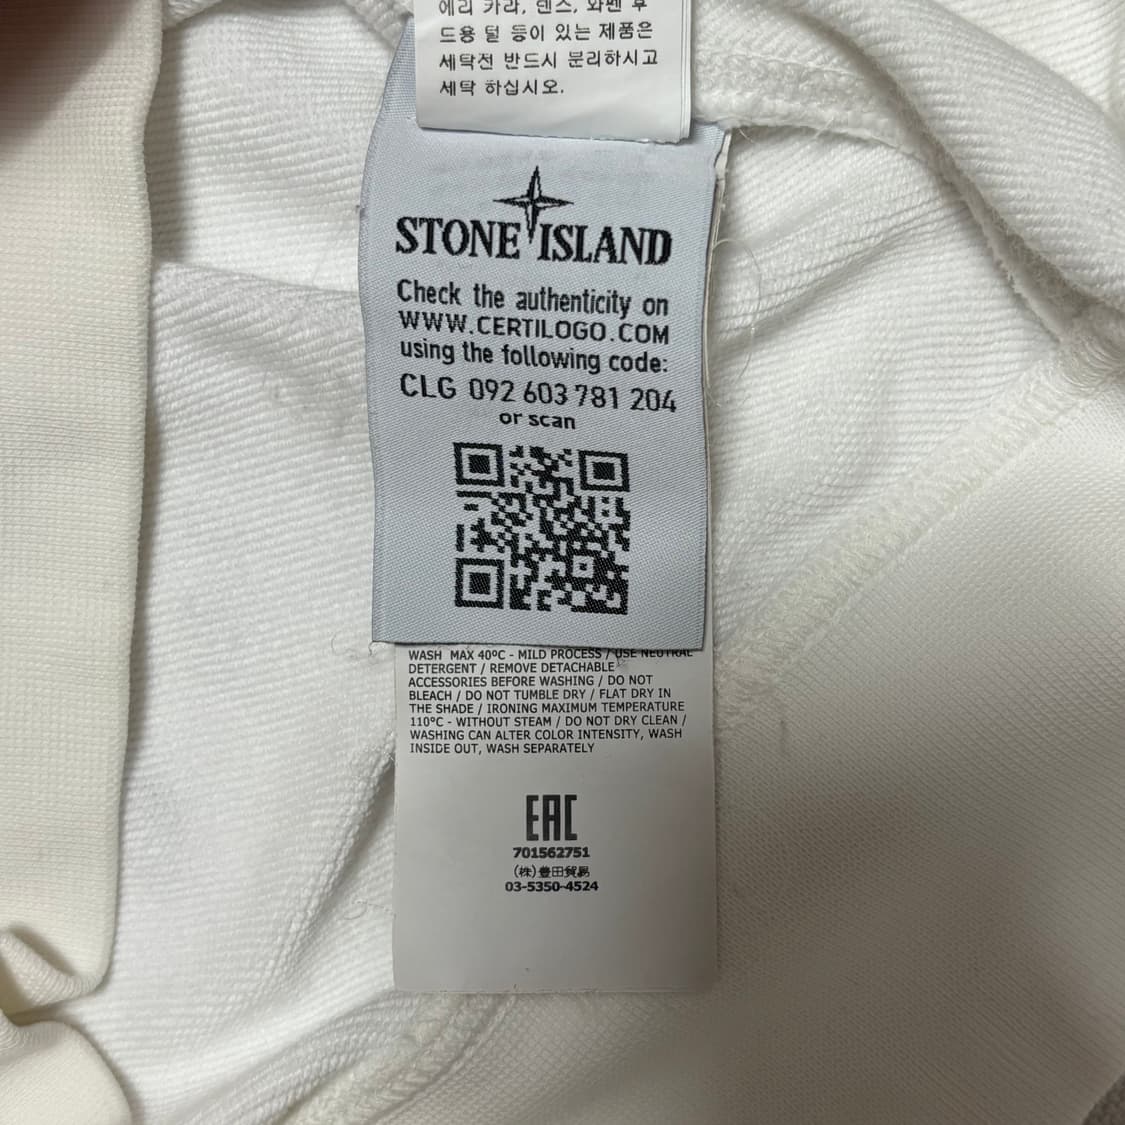 에리 카라, 덴스, 와펜 후
드용 털 등이 있는 제품은
세탁전 반드시 분리하시고
세탁 하십시오.
STONE ISLAND
Check the authenticity on
WWW.CERTILOGO.COM
using the following code:
CLG 092 603 781 204
or scan
WASH MAX 40ºC - MILD PROCESS / USE NEUTRAL
DETERGENT / REMOVE DETACHABLE
ACCESSORIES BEFORE WASHING / DO NOT
BLEACH / DO NOT TUMBLE DRY / FLAT DRY IN
THE SHADE / IRONING MAXIMUM TEMPERATURE
110ºC - WITHOUT STEAM / DO NOT DRY CLEAN /
WASHING CAN ALTER COLOR INTENSITY, WASH
INSIDE OUT, WASH SEPARATELY
EAC
701562751
(株)豊田貿易
03-5350-4524